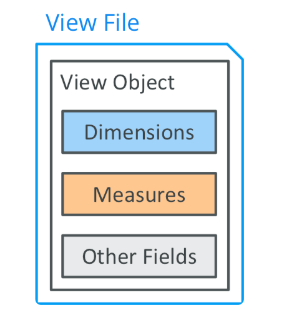 View File
View Object
Dimensions
Measures
Other Fields